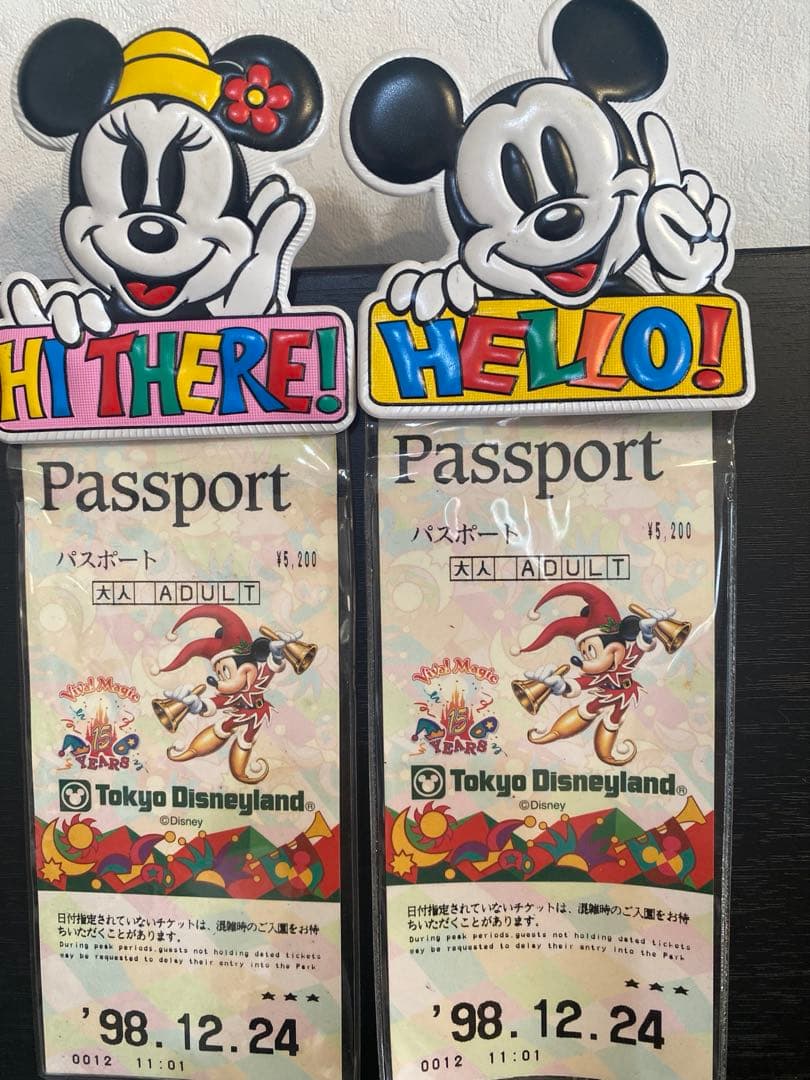 HI THERE!
Passport
パスポート ¥5,200
大人 ADULT
Viva! Magic
15
YEARS
Tokyo Disneyland®
©Disney
日付指定されていないチケットは、混雑時のご入園をお待
ちいただくことがあります。
During peak periods,guests not holding dated tickets
may be requested to delay their entry into the Park
★★★
'98.12.24
0012 11:01
HELLO!
Passport
パスポート ¥5,200
大人 ADULT
Viva! Magic
15
YEARS
Tokyo Disneyland®
©Disney
日付指定されていないチケットは、混雑時のご入園をお待
ちいただくことがあります。
During peak periods,guests not holding dated tickets
may be requested to delay their entry into the Park
★★★
'98.12.24
0012 11:01